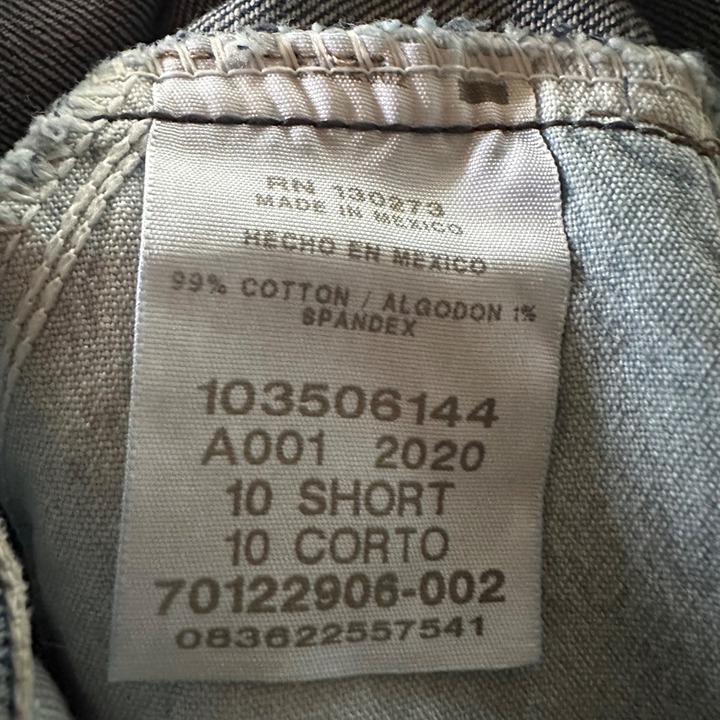 RN 130273
MADE IN MEXICO
HECHO EN MEXICO
99% COTTON / ALGODON 1%
SPANDEX
103506144
A001 2020
10 SHORT
10 CORTO
70122906-002
083622557541